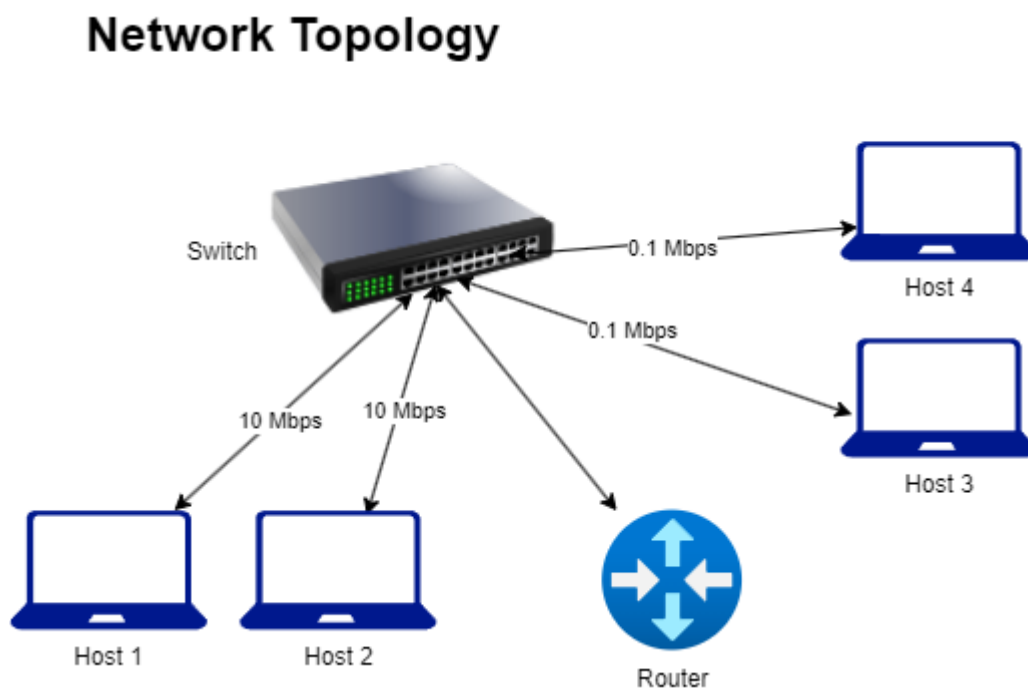 Network Topology
Switch
0.1 Mbps
Host 4
0.1 Mbps
10 Mbps
10 Mbps
Host 3
Host 1
Host 2
Router